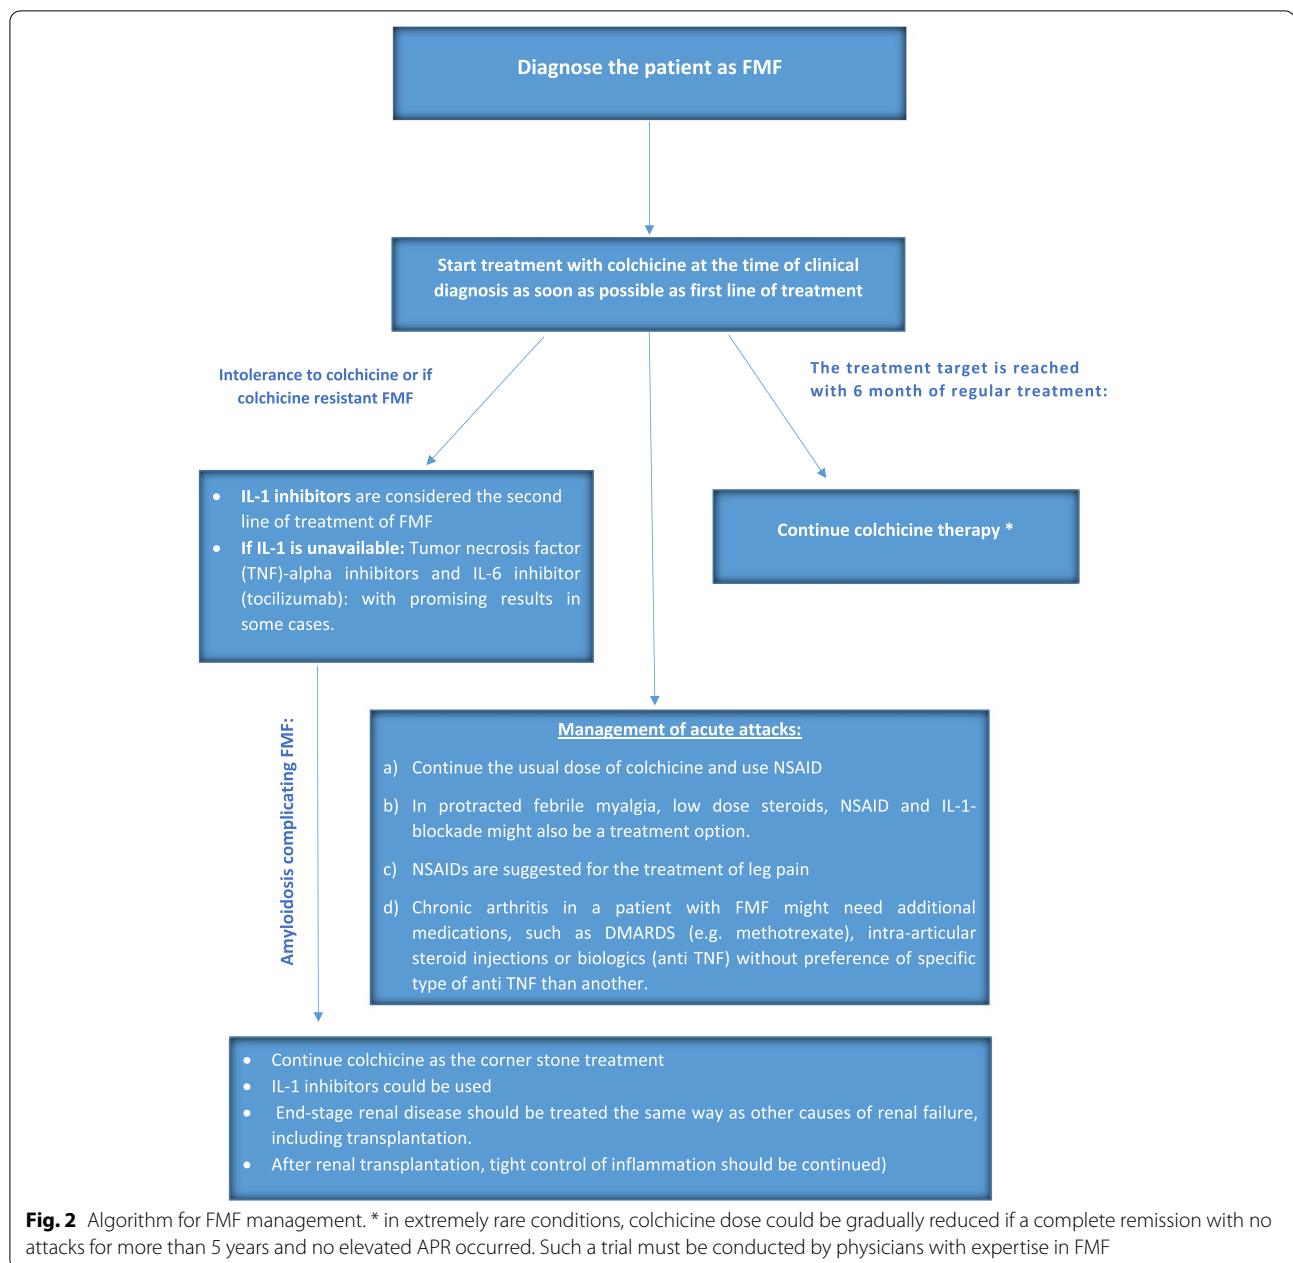 Diagnose the patient as FMF
Start treatment with colchicine at the time of clinical
diagnosis as soon as possible as first line of treatment
Intolerance to colchicine or if
colchicine resistant FMF
The treatment target is reached
with 6 month of regular treatment:
• IL-1 inhibitors are considered the second
line of treatment of FMF
• If IL-1 is unavailable: Tumor necrosis factor
(TNF)-alpha inhibitors and IL-6 inhibitor
(tocilizumab): with promising results in
some cases.
Continue colchicine therapy *
Amyloidosis complicating FMF:
Management of acute attacks:
a) Continue the usual dose of colchicine and use NSAID
b) In protracted febrile myalgia, low dose steroids, NSAID and IL-1-
blockade might also be a treatment option.
c) NSAIDs are suggested for the treatment of leg pain
d) Chronic arthritis in a patient with FMF might need additional
medications, such as DMARDS (e.g. methotrexate), intra-articular
steroid injections or biologics (anti TNF) without preference of specific
type of anti TNF than another.
• Continue colchicine as the corner stone treatment
• IL-1 inhibitors could be used
• End-stage renal disease should be treated the same way as other causes of renal failure,
including transplantation.
• After renal transplantation, tight control of inflammation should be continued)
Fig. 2 Algorithm for FMF management. * in extremely rare conditions, colchicine dose could be gradually reduced if a complete remission with no
attacks for more than 5 years and no elevated APR occurred. Such a trial must be conducted by physicians with expertise in FMF